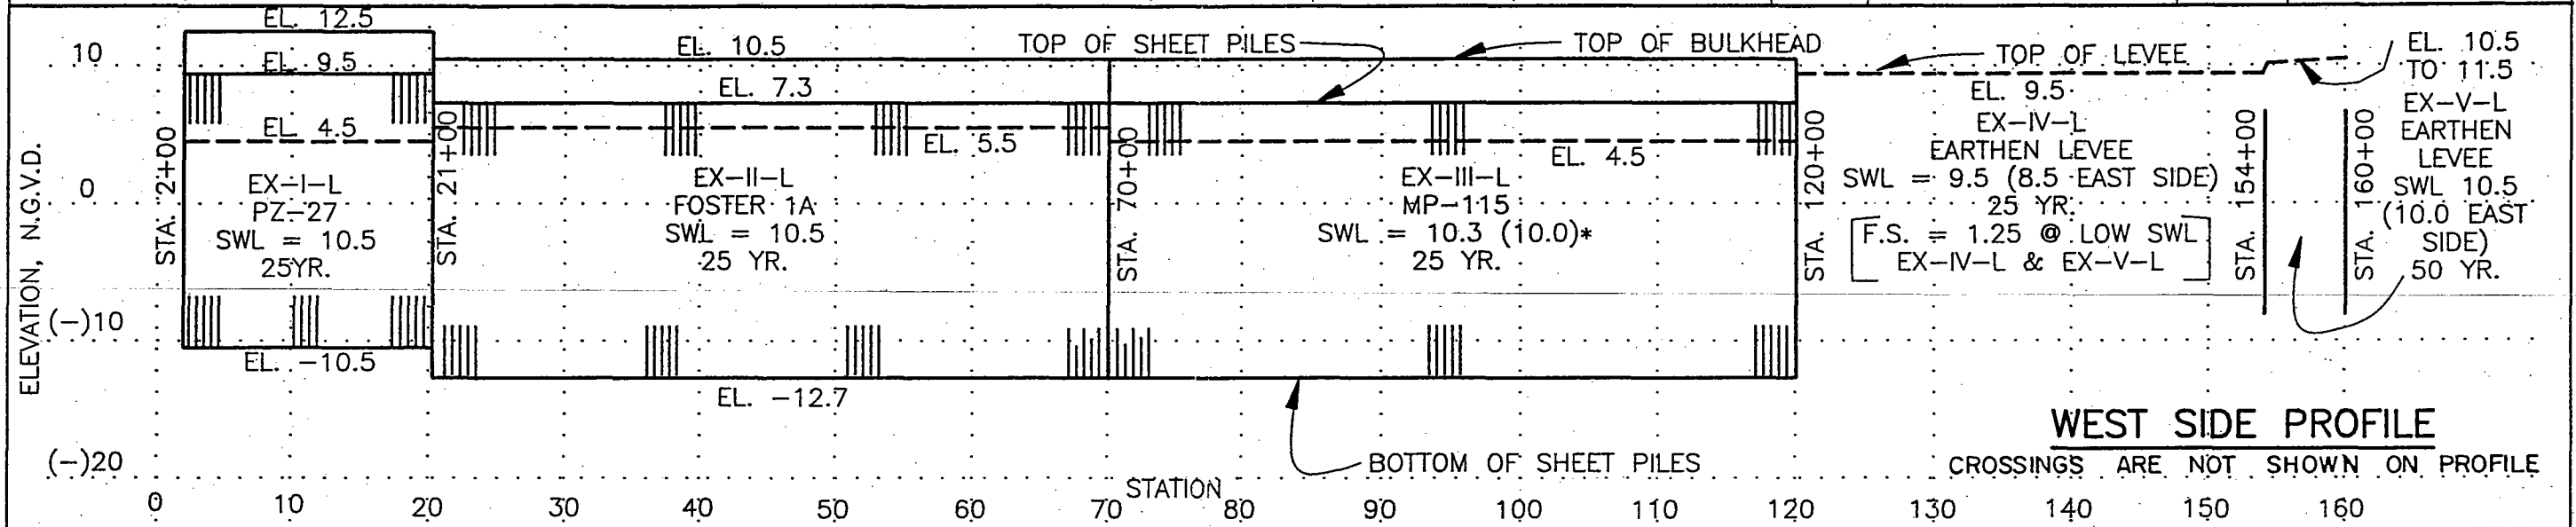 EL. 12.5
EL. 9.5
EL. 4.5
STA. 2+00
EX-I-L
PZ-27
SWL = 10.5
25YR.
EL. -10.5
STA. 21+00
EL. 10.5
EL. 7.3
EL. 5.5
EX-II-L
FOSTER 1A
SWL = 10.5
25 YR.
EL. -12.7
TOP OF SHEET PILES
TOP OF BULKHEAD
STA. 70+00
EL. 4.5
EX-III-L
MP-115
SWL = 10.3 (10.0)*
25 YR.
BOTTOM OF SHEET PILES
STA. 120+00
TOP OF LEVEE
EL. 9.5
EX-IV-L
EARTHEN LEVEE
SWL = 9.5 (8.5 EAST SIDE)
25 YR.
F.S. = 1.25 @ LOW SWL
EX-IV-L & EX-V-L
STA. 154+00
STA. 160+00
EL. 10.5
TO 11.5
EX-V-L
EARTHEN
LEVEE
SWL 10.5
(10.0 EAST
SIDE)
50 YR.
ELEVATION, N.G.V.D.
10
0
(-)10
(-)20
WEST SIDE PROFILE
CROSSINGS ARE NOT SHOWN ON PROFILE
STATION
0 10 20 30 40 50 60 70 80 90 100 110 120 130 140 150 160